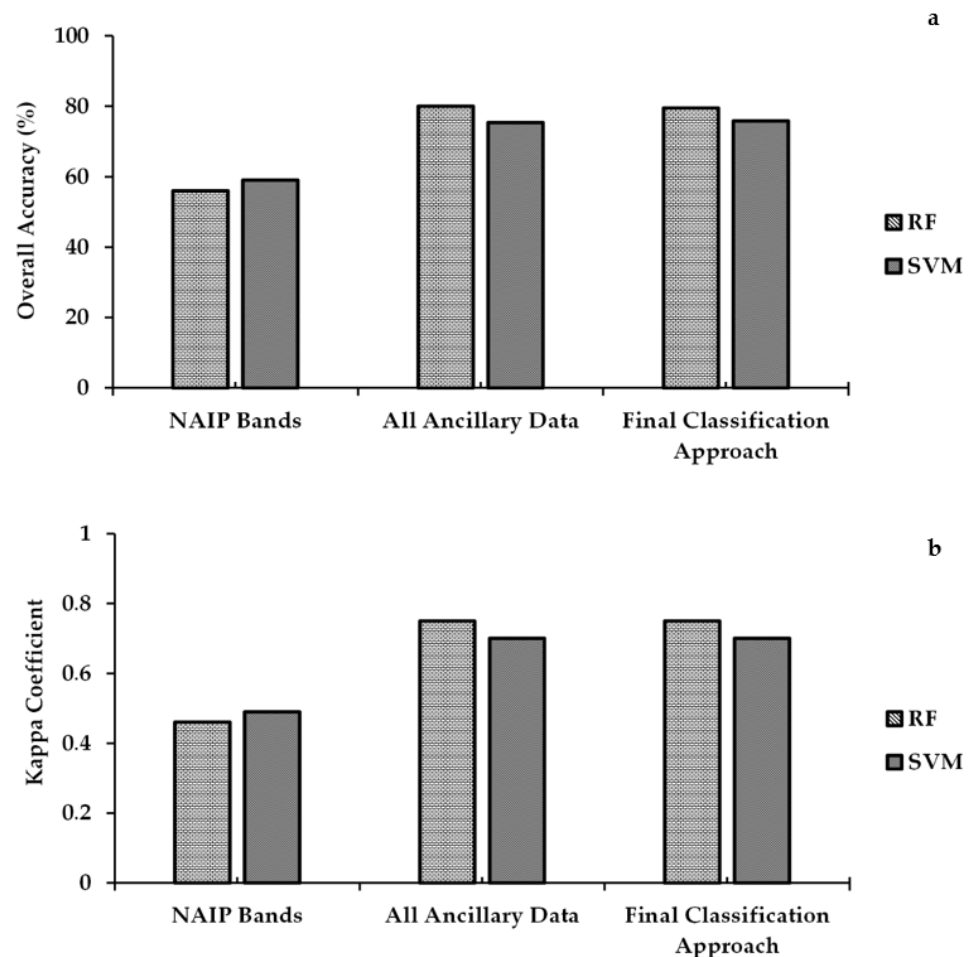 a
100
80
60
40
20
0
Overall Accuracy (%)
NAIP Bands
All Ancillary Data
Final Classification
Approach
RF
SVM
b
1
0.8
0.6
0.4
0.2
0
Kappa Coefficient
NAIP Bands
All Ancillary Data
Final Classification
Approach
RF
SVM